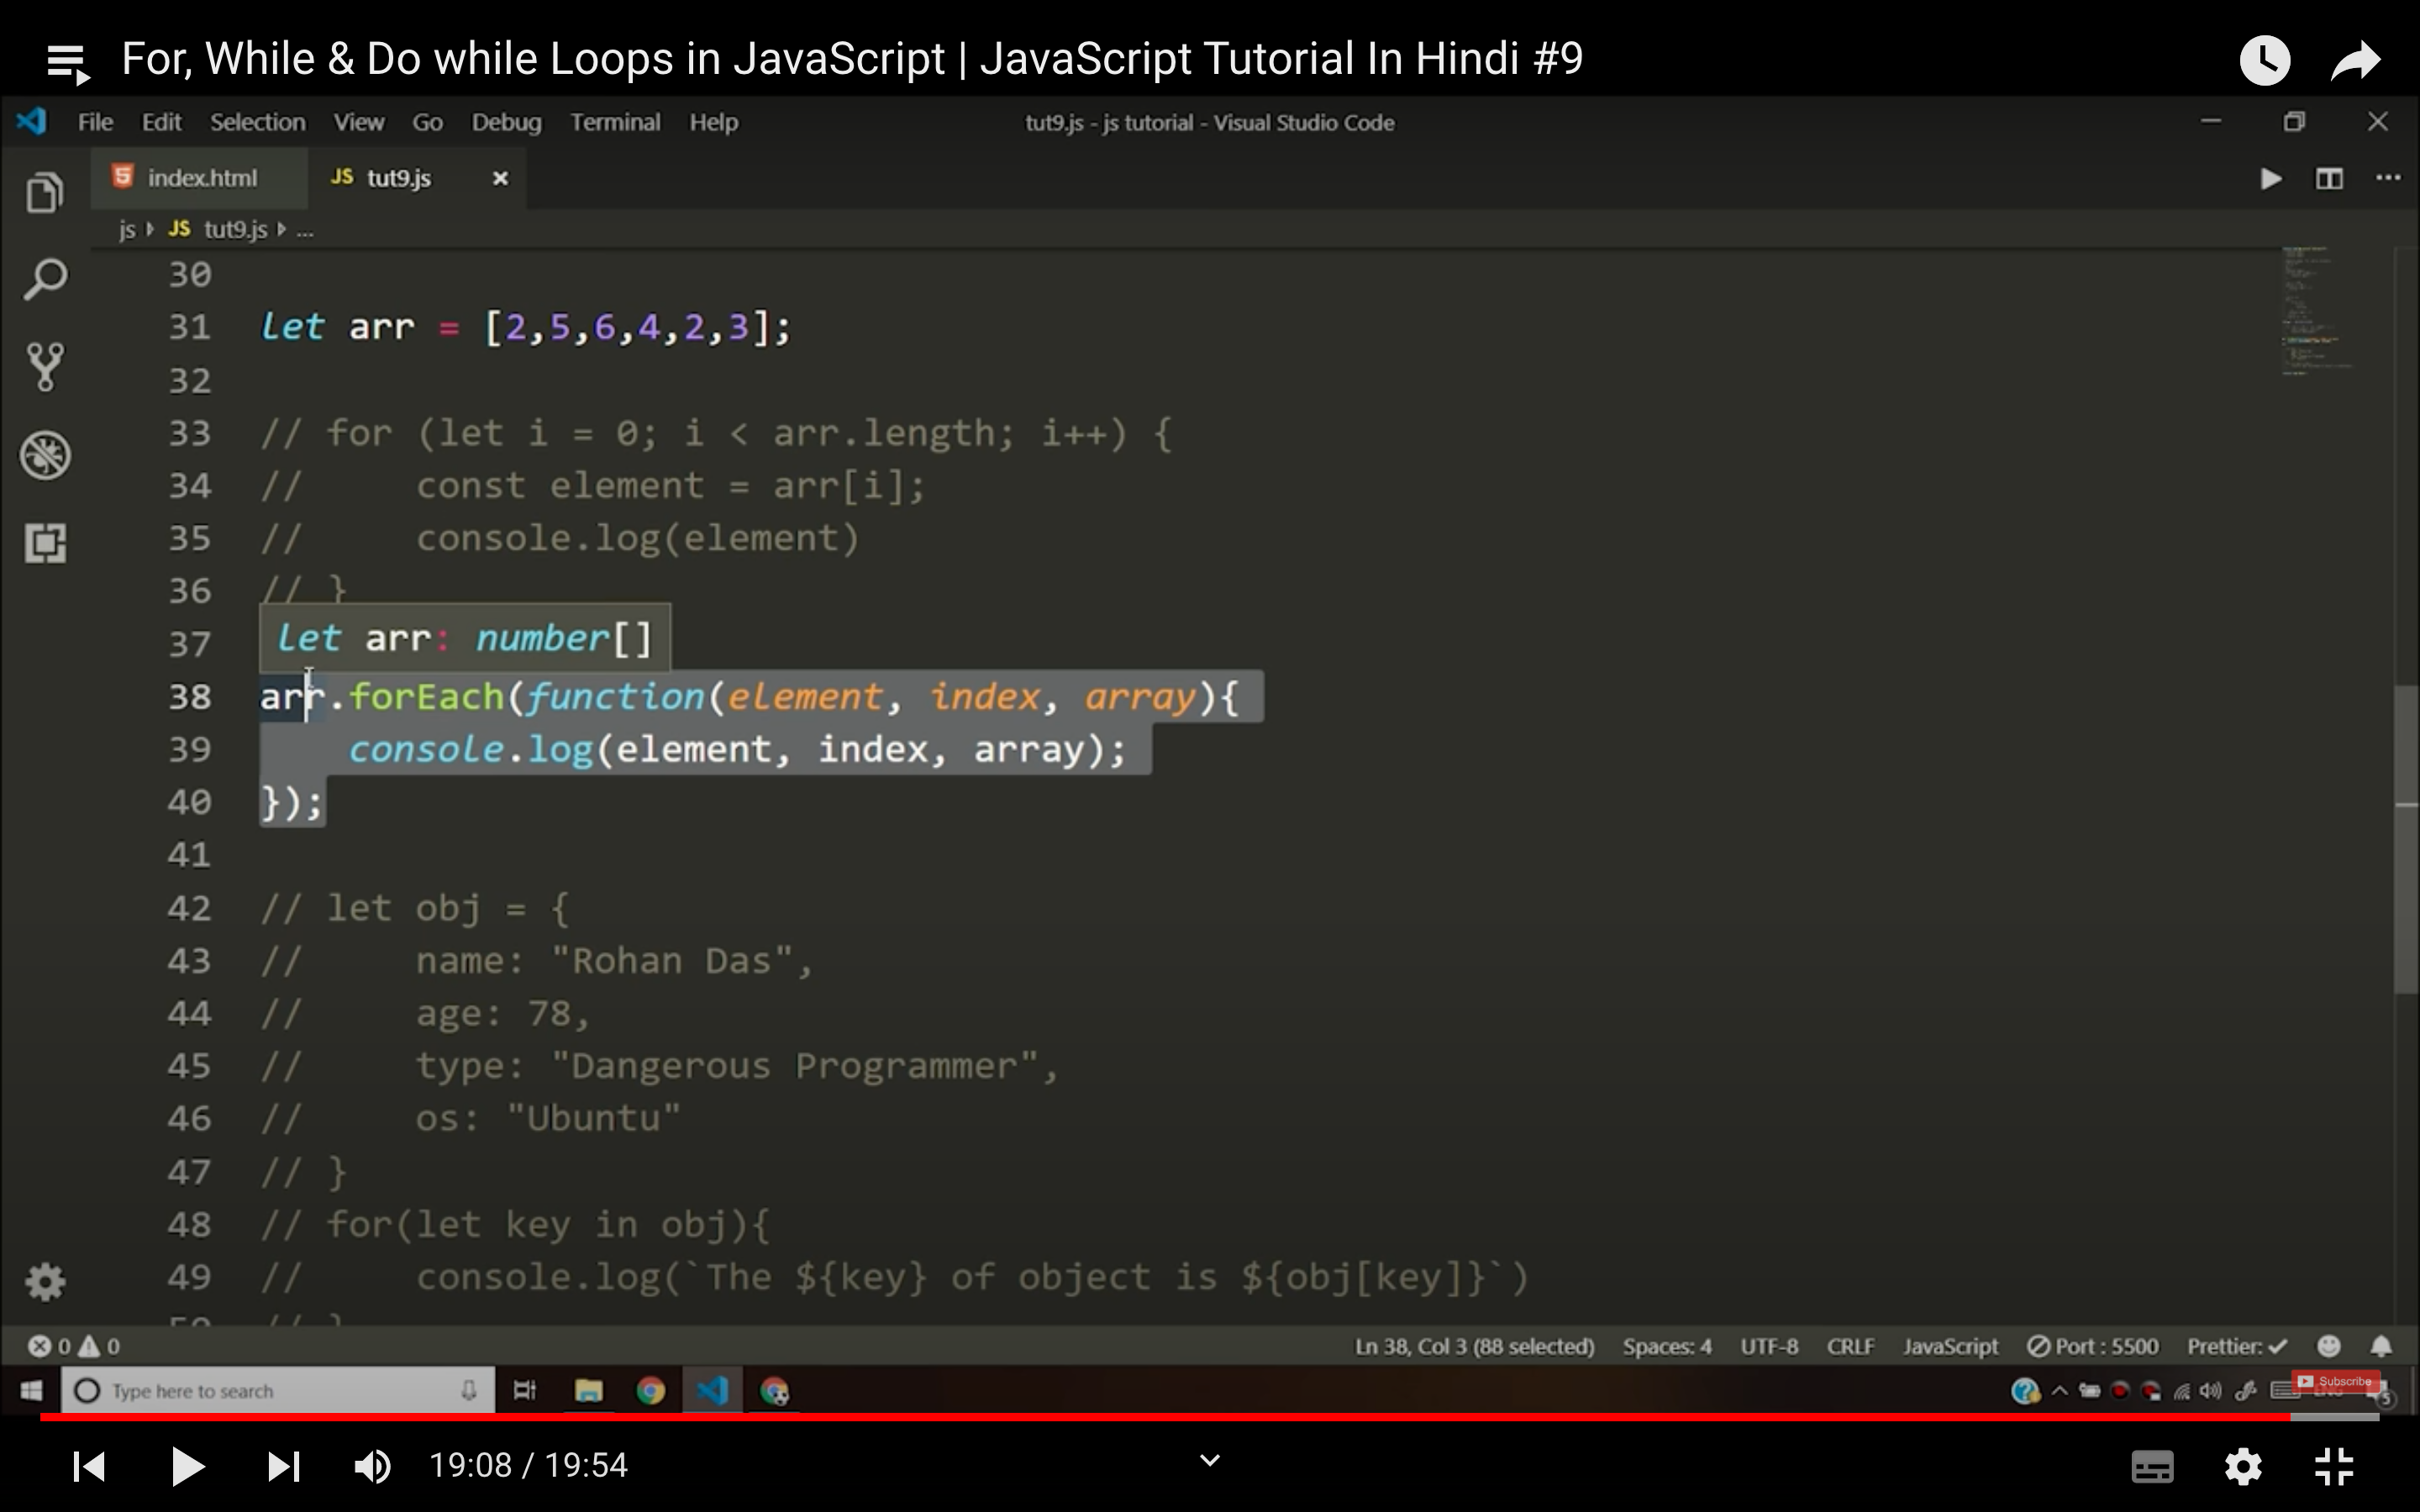 For, While & Do while Loops in JavaScript | JavaScript Tutorial In Hindi #9
File Edit Selection View Go Debug Terminal Help tut9.js - js tutorial - Visual Studio Code
index.html JS tut9.js
js JS tut9.js ...
30
31 let arr = [2,5,6,4,2,3];
32
33 // for (let i = 0; i < arr.length; i++) {
34 //     const element = arr[i];
35 //     console.log(element)
36 // }
let arr: number[]
37
38 arr.forEach(function(element, index, array){
39     console.log(element, index, array);
40 });
41
42 // let obj = {
43 //     name: "Rohan Das",
44 //     age: 78,
45 //     type: "Dangerous Programmer",
46 //     os: "Ubuntu"
47 // }
48 // for(let key in obj){
49 //     console.log(`The ${key} of object is ${obj[key]}`)
50 // }
0 0 Ln 38, Col 3 (88 selected) Spaces: 4 UTF-8 CRLF JavaScript Port : 5500 Prettier: ✓
Type here to search Subscribe
19:08 / 19:54